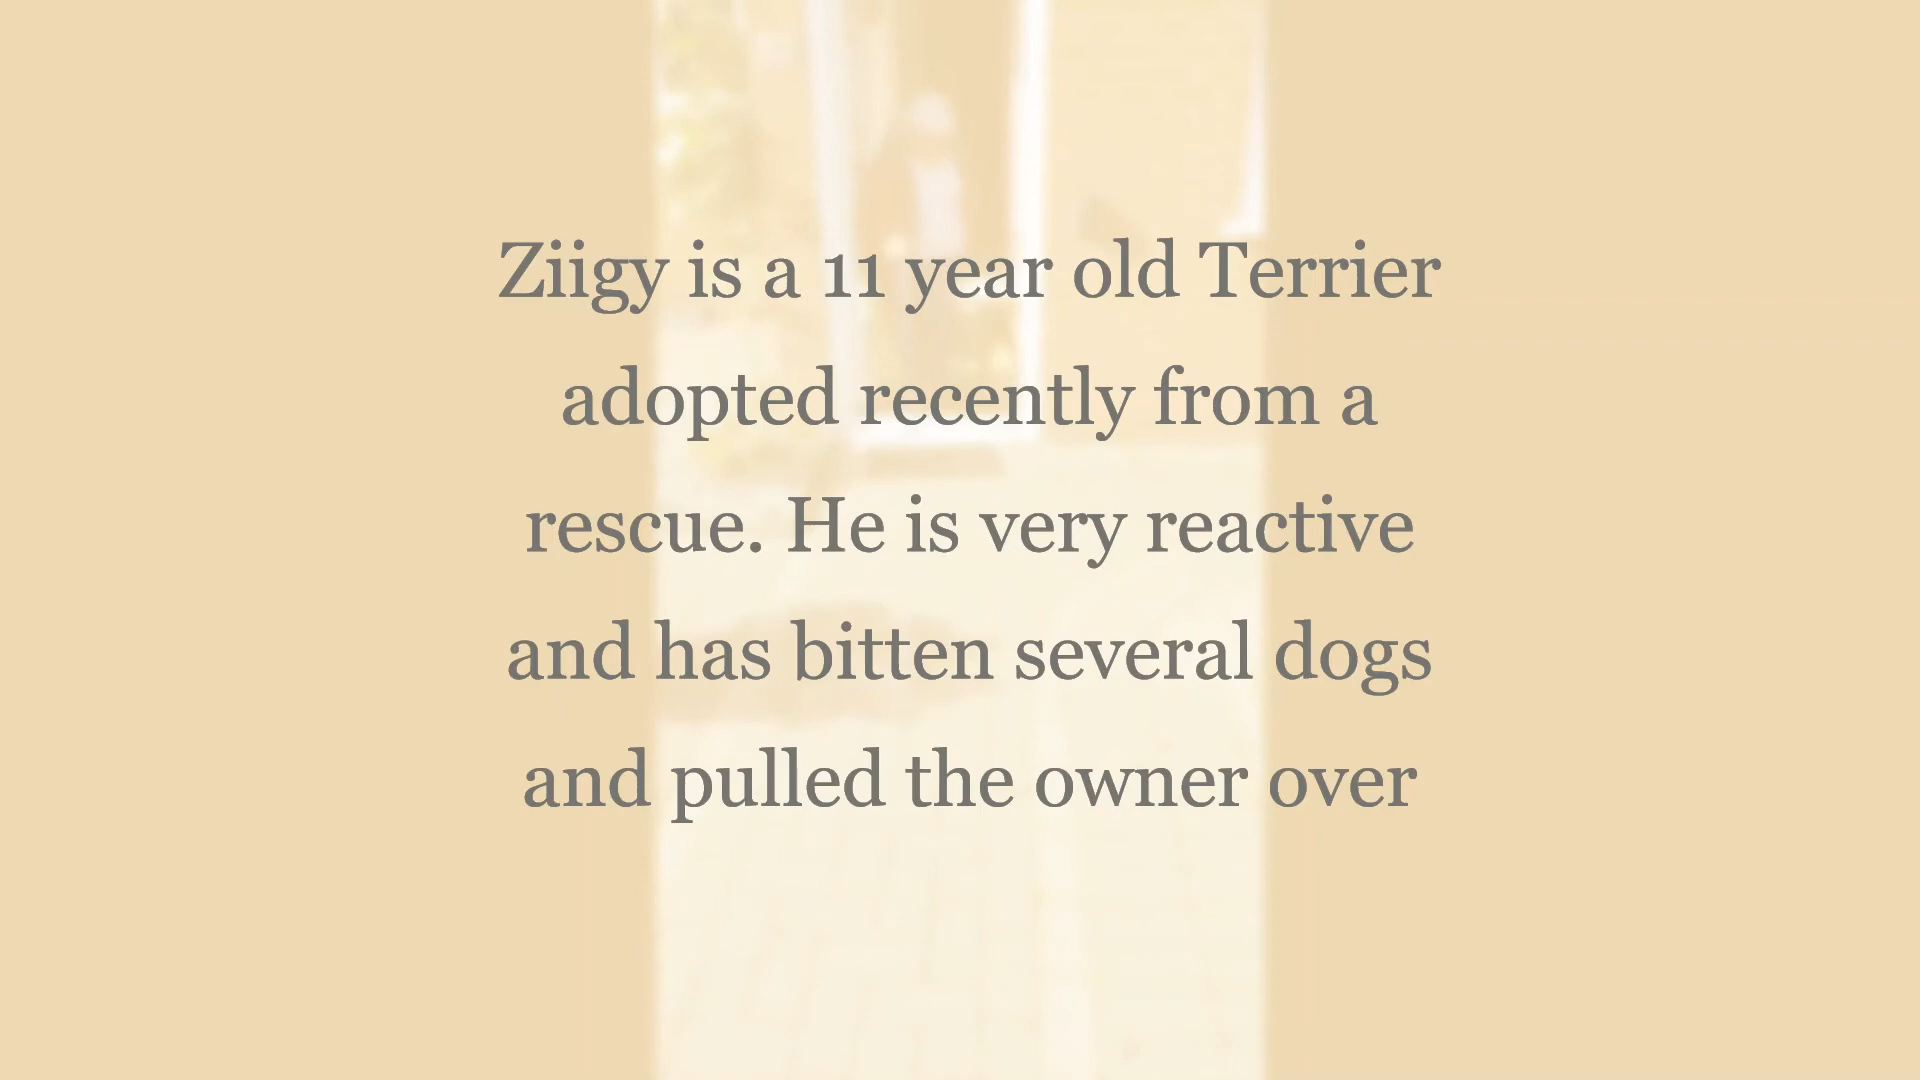 Ziigy is a 11 year old Terrier
adopted recently from a
rescue. He is very reactive
and has bitten several dogs
and pulled the owner over